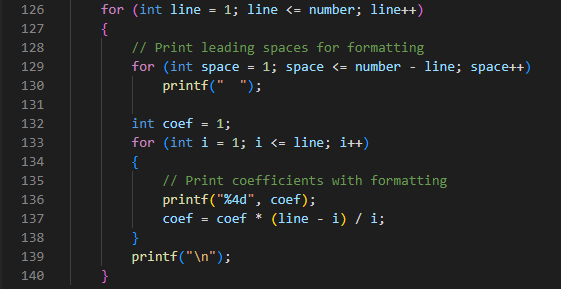 126 for (int line = 1; line <= number; line++)
127 {
128 // Print leading spaces for formatting
129 for (int space = 1; space <= number - line; space++)
130 printf("  ");
131
132 int coef = 1;
133 for (int i = 1; i <= line; i++)
134 {
135 // Print coefficients with formatting
136 printf("%4d", coef);
137 coef = coef * (line - i) / i;
138 }
139 printf("\n");
140 }